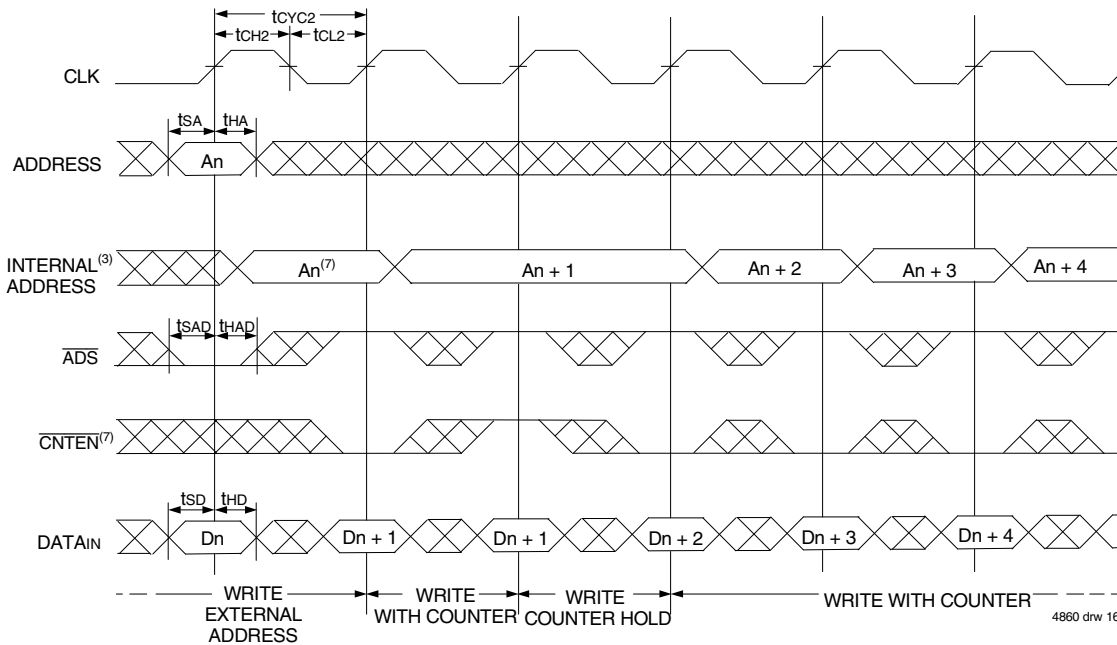 tCYC2
tCH2 tCL2
CLK
tSA tHA
ADDRESS An
INTERNAL(3)
ADDRESS
An(7) An + 1 An + 2 An + 3 An + 4
tSAD tHAD
ADS
CNTEN(7)
tSD tHD
DATAIN Dn Dn + 1 Dn + 1 Dn + 2 Dn + 3 Dn + 4
WRITE
EXTERNAL
ADDRESS
WRITE
WITH COUNTER
WRITE
COUNTER HOLD
WRITE WITH COUNTER
4860 drw 16